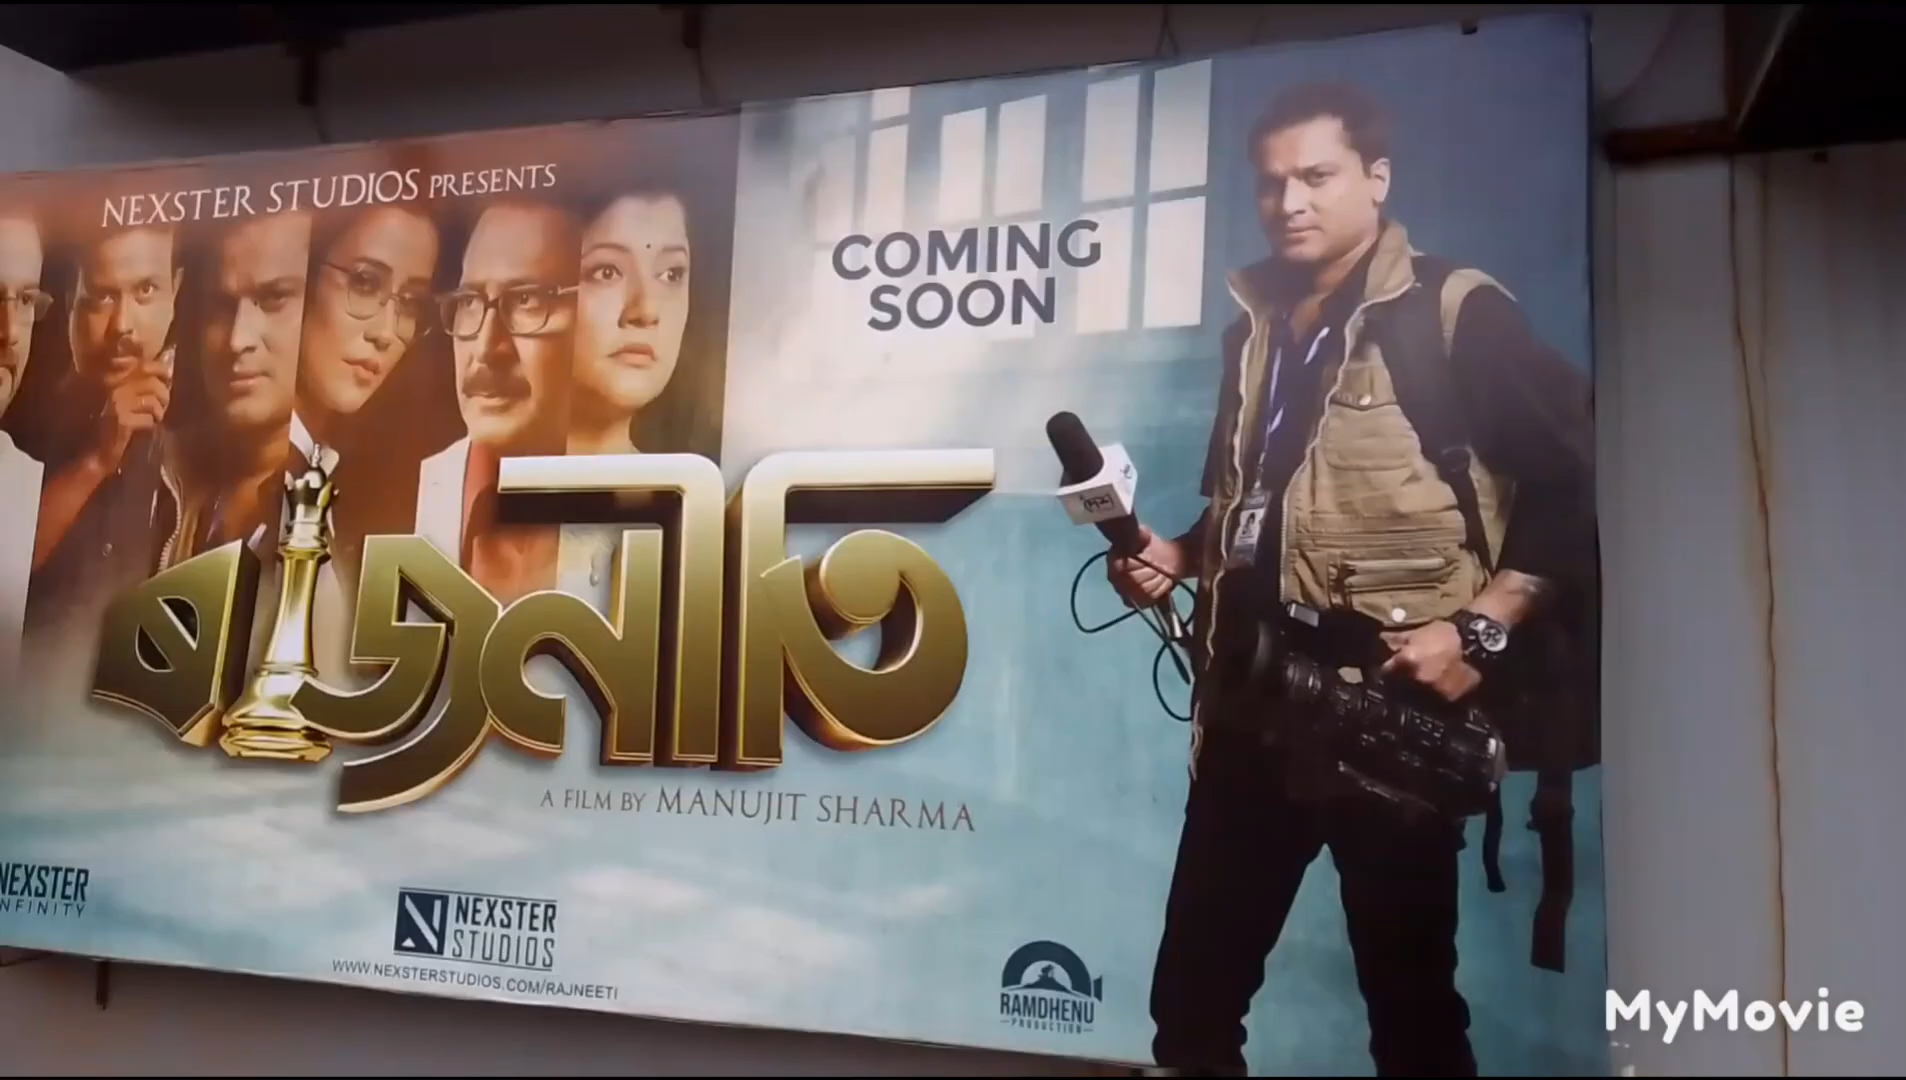 NEXSTER STUDIOS PRESENTS
COMING
SOON
ৰাজনীতি
A FILM BY MANUJIT SHARMA
NEXSTER
INFINITY
NEXSTER
STUDIOS
WWW.NEXSTERSTUDIOS.COM/RAJNEETI
RAMDHENU
PRODUCTION
MyMovie